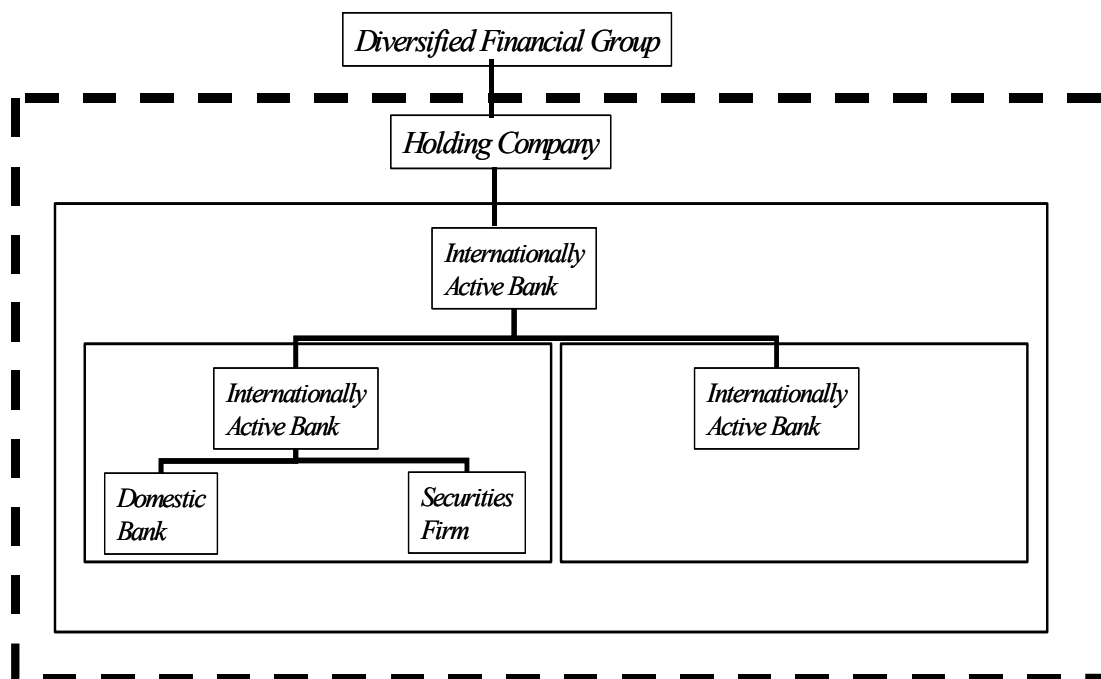 Diversified Financial Group
Holding Company
Internationally
Active Bank
Internationally
Active Bank
Internationally
Active Bank
Domestic
Bank
Securities
Firm